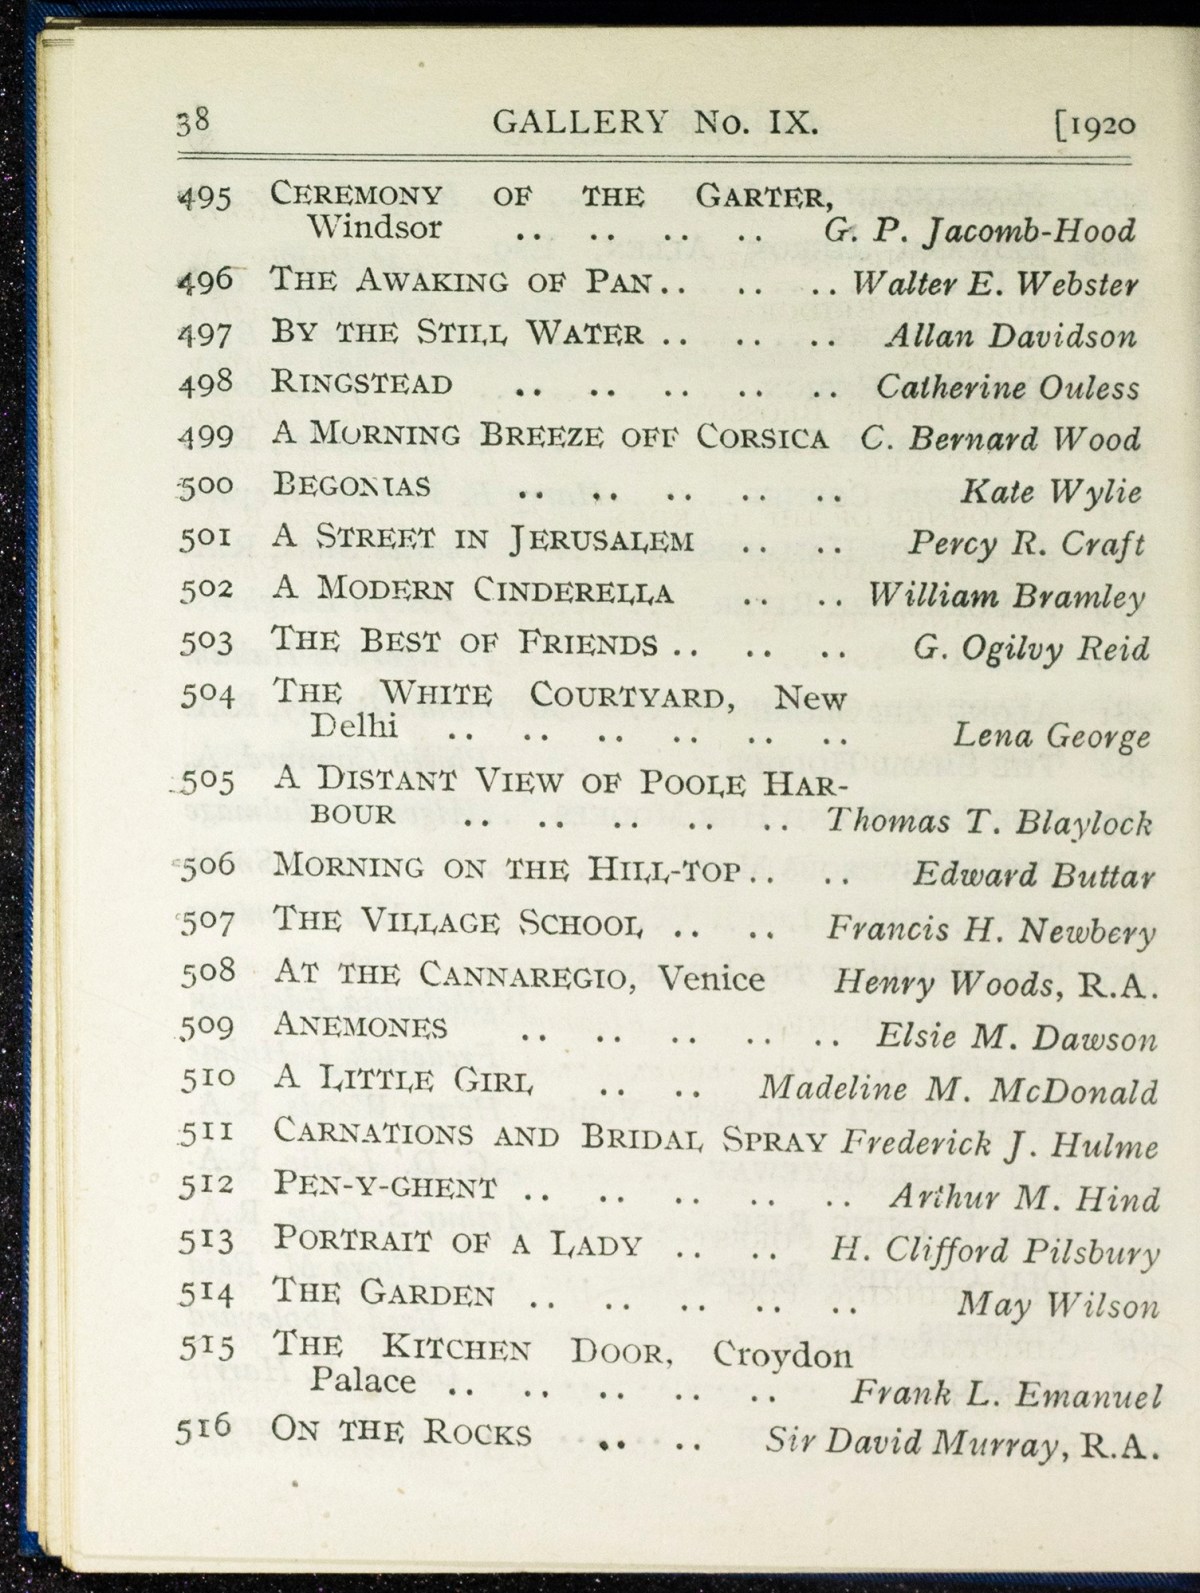 38 GALLERY No. IX. [1920
495 CEREMONY OF THE GARTER,
Windsor .. .. .. .. G. P. Jacomb-Hood
496 THE AWAKING OF PAN .. .. .. Walter E. Webster
497 BY THE STILL WATER .. .. .. Allan Davidson
498 RINGSTEAD .. .. .. .. .. Catherine Ouless
499 A MORNING BREEZE OFF CORSICA C. Bernard Wood
500 BEGONIAS .. .. .. .. .. Kate Wylie
501 A STREET IN JERUSALEM .. .. Percy R. Craft
502 A MODERN CINDERELLA .. .. William Bramley
503 THE BEST OF FRIENDS .. .. .. G. Ogilvy Reid
504 THE WHITE COURTYARD, New
Delhi .. .. .. .. .. .. Lena George
505 A DISTANT VIEW OF POOLE HAR-
BOUR .. .. .. .. .. Thomas T. Blaylock
506 MORNING ON THE HILL-TOP .. .. Edward Buttar
507 THE VILLAGE SCHOOL .. .. Francis H. Newbery
508 AT THE CANNAREGIO, Venice Henry Woods, R.A.
509 ANEMONES .. .. .. .. .. Elsie M. Dawson
510 A LITTLE GIRL .. .. Madeline M. McDonald
511 CARNATIONS AND BRIDAL SPRAY Frederick J. Hulme
512 PEN-Y-GHENT .. .. .. .. .. Arthur M. Hind
513 PORTRAIT OF A LADY .. .. H. Clifford Pilsbury
514 THE GARDEN .. .. .. .. .. May Wilson
515 THE KITCHEN DOOR, Croydon
Palace .. .. .. .. .. Frank L. Emanuel
516 ON THE ROCKS .. .. Sir David Murray, R.A.